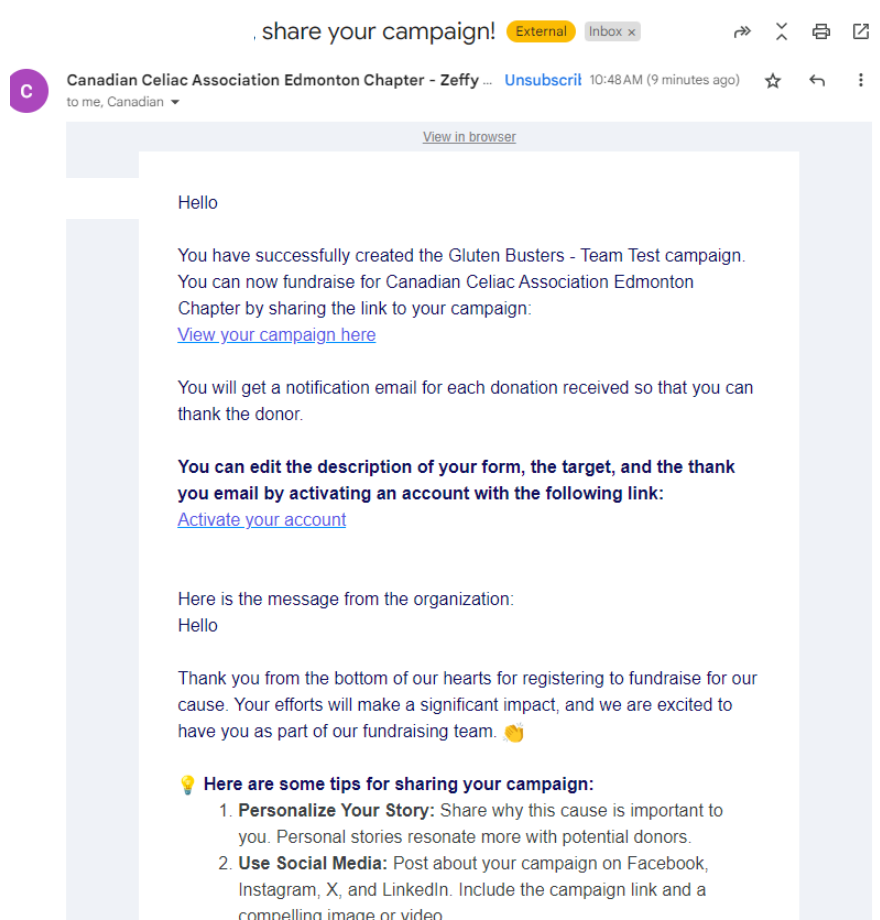 , share your campaign! External Inbox x
C
Canadian Celiac Association Edmonton Chapter - Zeffy ... Unsubscrib 10:48 AM (9 minutes ago)
to me, Canadian
View in browser
Hello
You have successfully created the Gluten Busters - Team Test campaign.
You can now fundraise for Canadian Celiac Association Edmonton
Chapter by sharing the link to your campaign:
View your campaign here
You will get a notification email for each donation received so that you can
thank the donor.
You can edit the description of your form, the target, and the thank
you email by activating an account with the following link:
Activate your account
Here is the message from the organization:
Hello
Thank you from the bottom of our hearts for registering to fundraise for our
cause. Your efforts will make a significant impact, and we are excited to
have you as part of our fundraising team. 👏
💡 Here are some tips for sharing your campaign:
1. Personalize Your Story: Share why this cause is important to
you. Personal stories resonate more with potential donors.
2. Use Social Media: Post about your campaign on Facebook,
Instagram, X, and LinkedIn. Include the campaign link and a
compelling image or video.